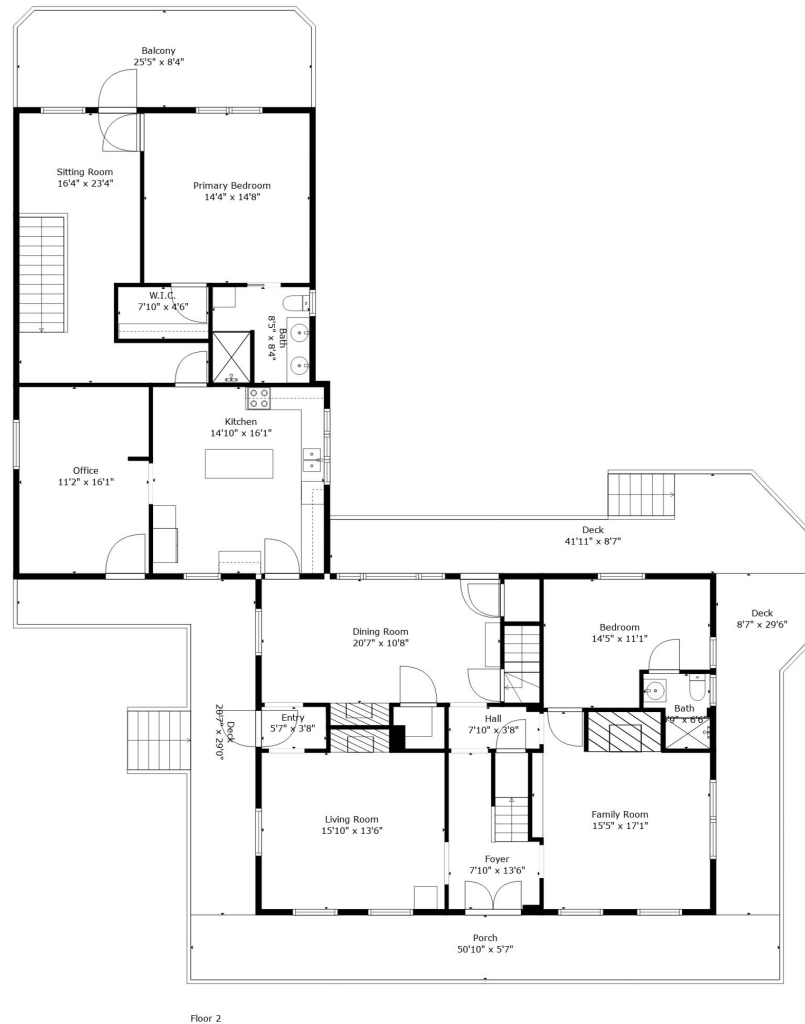 Balcony
25'5" x 8'4"
Sitting Room
16'4" x 23'4"
Primary Bedroom
14'4" x 14'8"
W.I.C.
7'10" x 4'6"
Bath
8'5" x 8'4"
Kitchen
14'10" x 16'1"
Office
11'2" x 16'1"
Deck
41'11" x 8'7"
Deck
8'7" x 29'6"
Dining Room
20'7" x 10'8"
Bedroom
14'5" x 11'1"
Bath
Entry
5'7" x 3'8"
Hall
7'10" x 3'8"
Deck
20'7" x 29'0"
Living Room
15'10" x 13'6"
Family Room
15'5" x 17'1"
Foyer
7'10" x 13'6"
Porch
50'10" x 5'7"
Floor 2